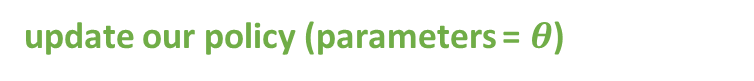 update our policy (parameters = 𝜽)